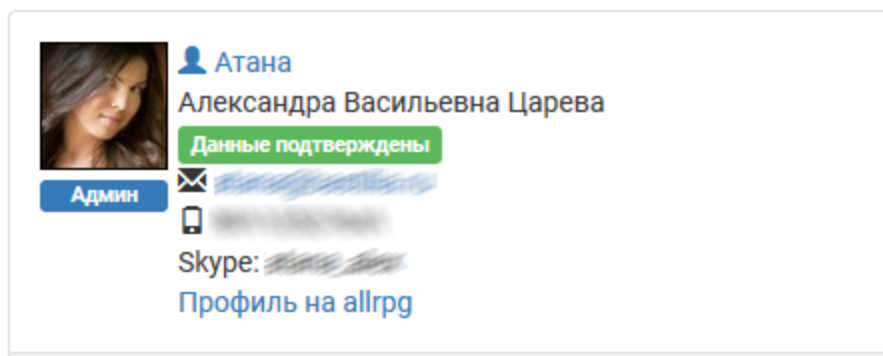 Атана
Александра Васильевна Царева
Данные подтверждены
Админ
Skype:
Профиль на allrpg